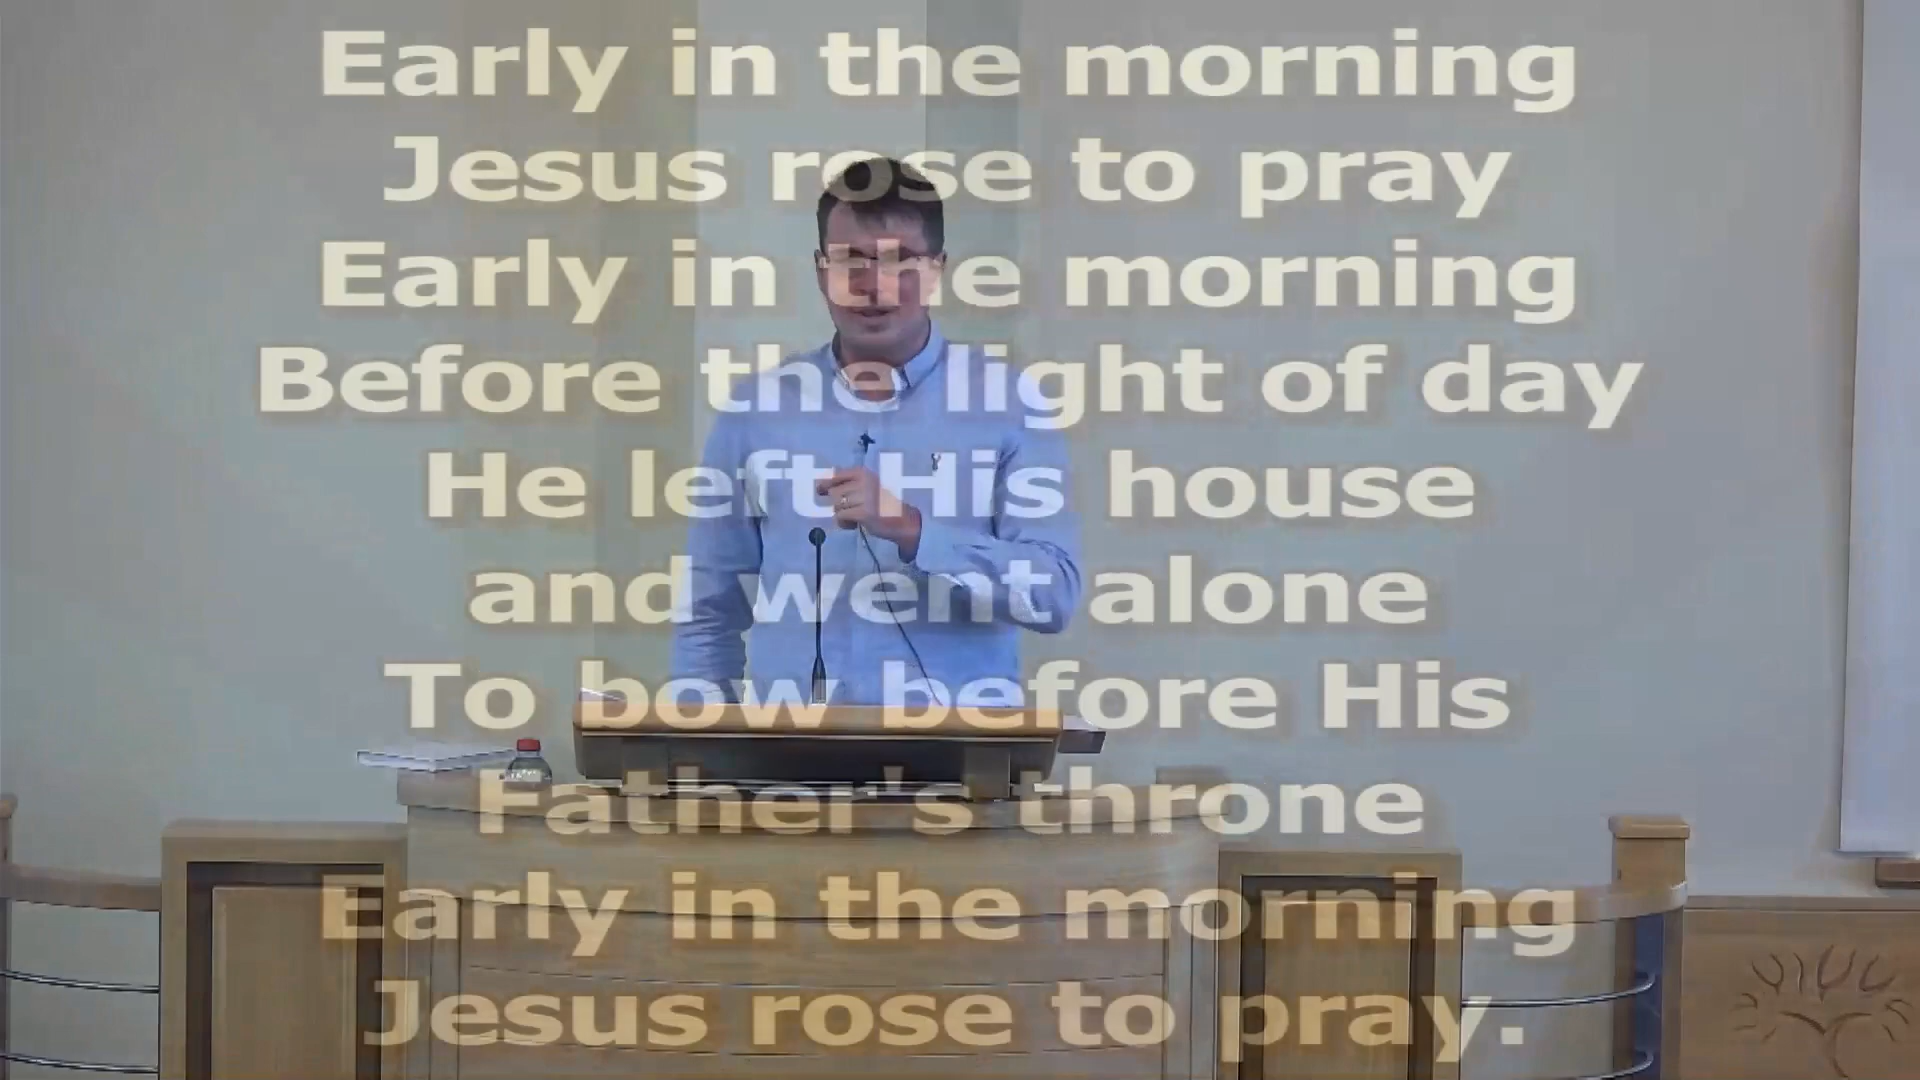 Early in the morning
Jesus rose to pray
Early in the morning
Before the light of day
He left His house
and went alone
To bow before His
Father's throne
Early in the morning
Jesus rose to pray.